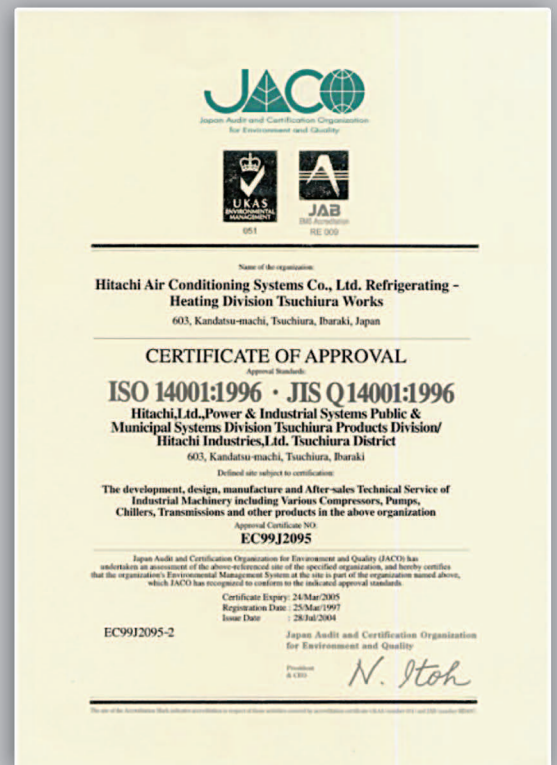 JACO
Japan Audit and Certification Organization
for Environment and Quality
UKAS
ENVIRONMENTAL
MANAGEMENT
051
JAB
EMS Accreditation
RE 009
Name of the organization:
Hitachi Air Conditioning Systems Co., Ltd. Refrigerating -
Heating Division Tsuchiura Works
603, Kandatsu-machi, Tsuchiura, Ibaraki, Japan
CERTIFICATE OF APPROVAL
Approval Standards:
ISO 14001:1996 · JIS Q 14001:1996
Hitachi,Ltd.,Power & Industrial Systems Public &
Municipal Systems Division Tsuchiura Products Division/
Hitachi Industries,Ltd. Tsuchiura District
603, Kandatsu-machi, Tsuchiura, Ibaraki
Defined site subject to certification:
The development, design, manufacture and After-sales Technical Service of
Industrial Machinery including Various Compressors, Pumps,
Chillers, Transmissions and other products in the above organization
Approval Certificate NO:
EC99J2095
Japan Audit and Certification Organization for Environment and Quality (JACO) has
undertaken an assessment of the above-referenced site of the specified organization, and hereby certifies
that the organization's Environmental Management System at the site is part of the organization named above,
which JACO has recognized to conform to the indicated approval standards.
Certificate Expiry: 24/Mar/2005
Registration Date : 25/Mar/1997
Issue Date : 28/Jul/2004
EC99J2095-2
Japan Audit and Certification Organization
for Environment and Quality
President
& CEO
N. Itoh